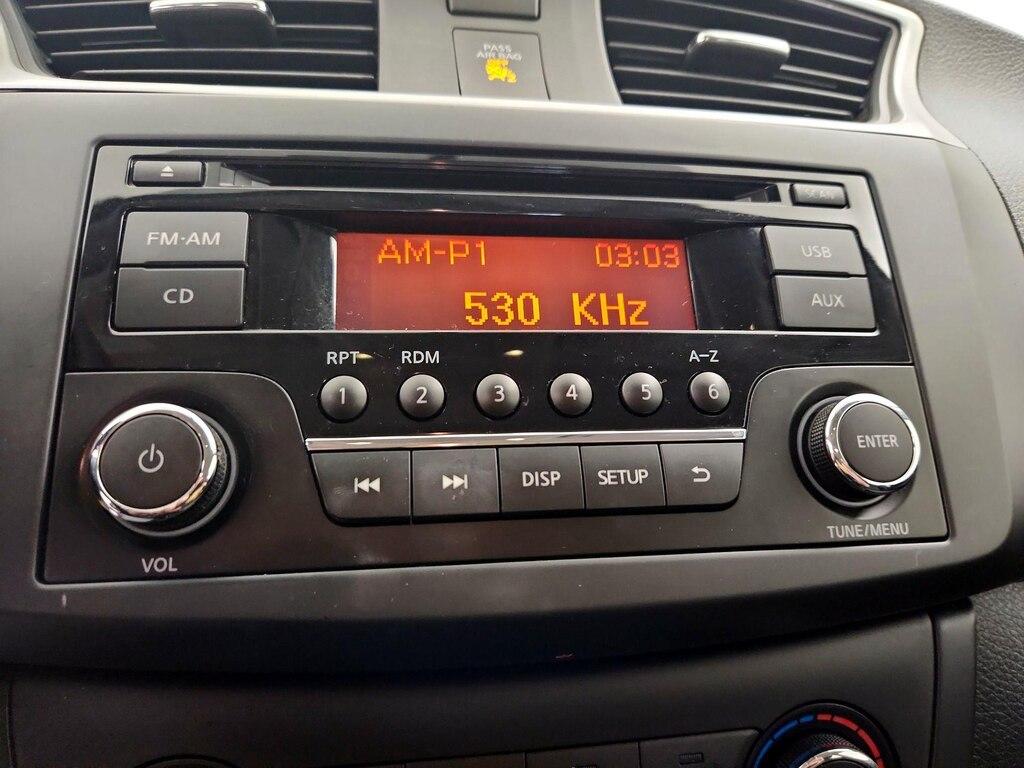 PASS
AIR BAG
SCAN
FM·AM
CD
AM-P1 03:03
530 KHz
USB
AUX
RPT RDM A-Z
1 2 3 4 5 6
DISP SETUP
ENTER
VOL
TUNE/MENU